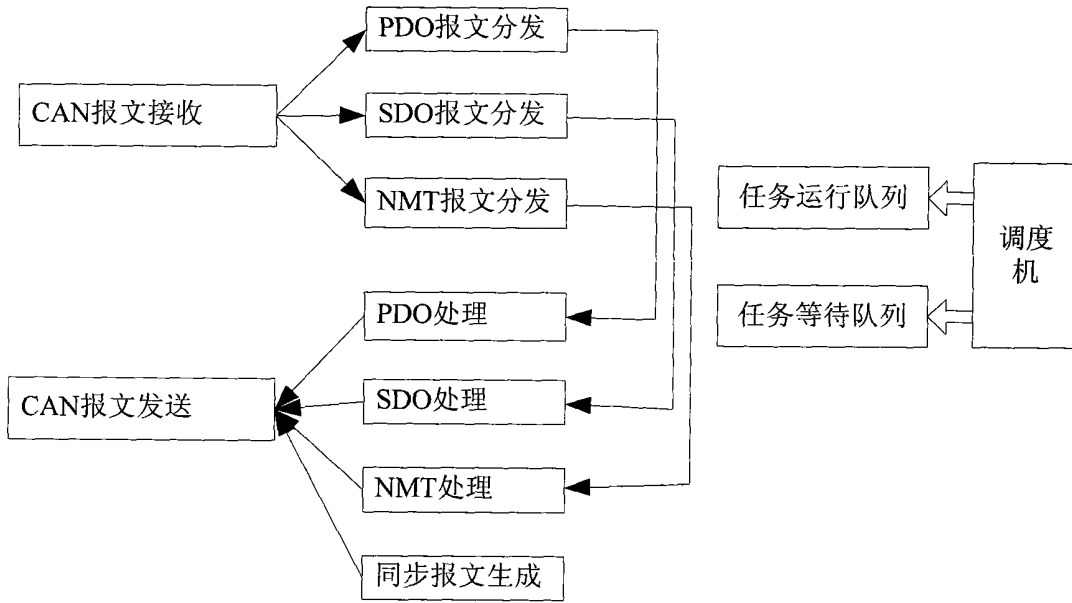 PDO报文分发
CAN报文接收
SDO报文分发
NMT报文分发
任务运行队列
调度
机
PDO处理
任务等待队列
CAN报文发送
SDO处理
NMT处理
同步报文生成